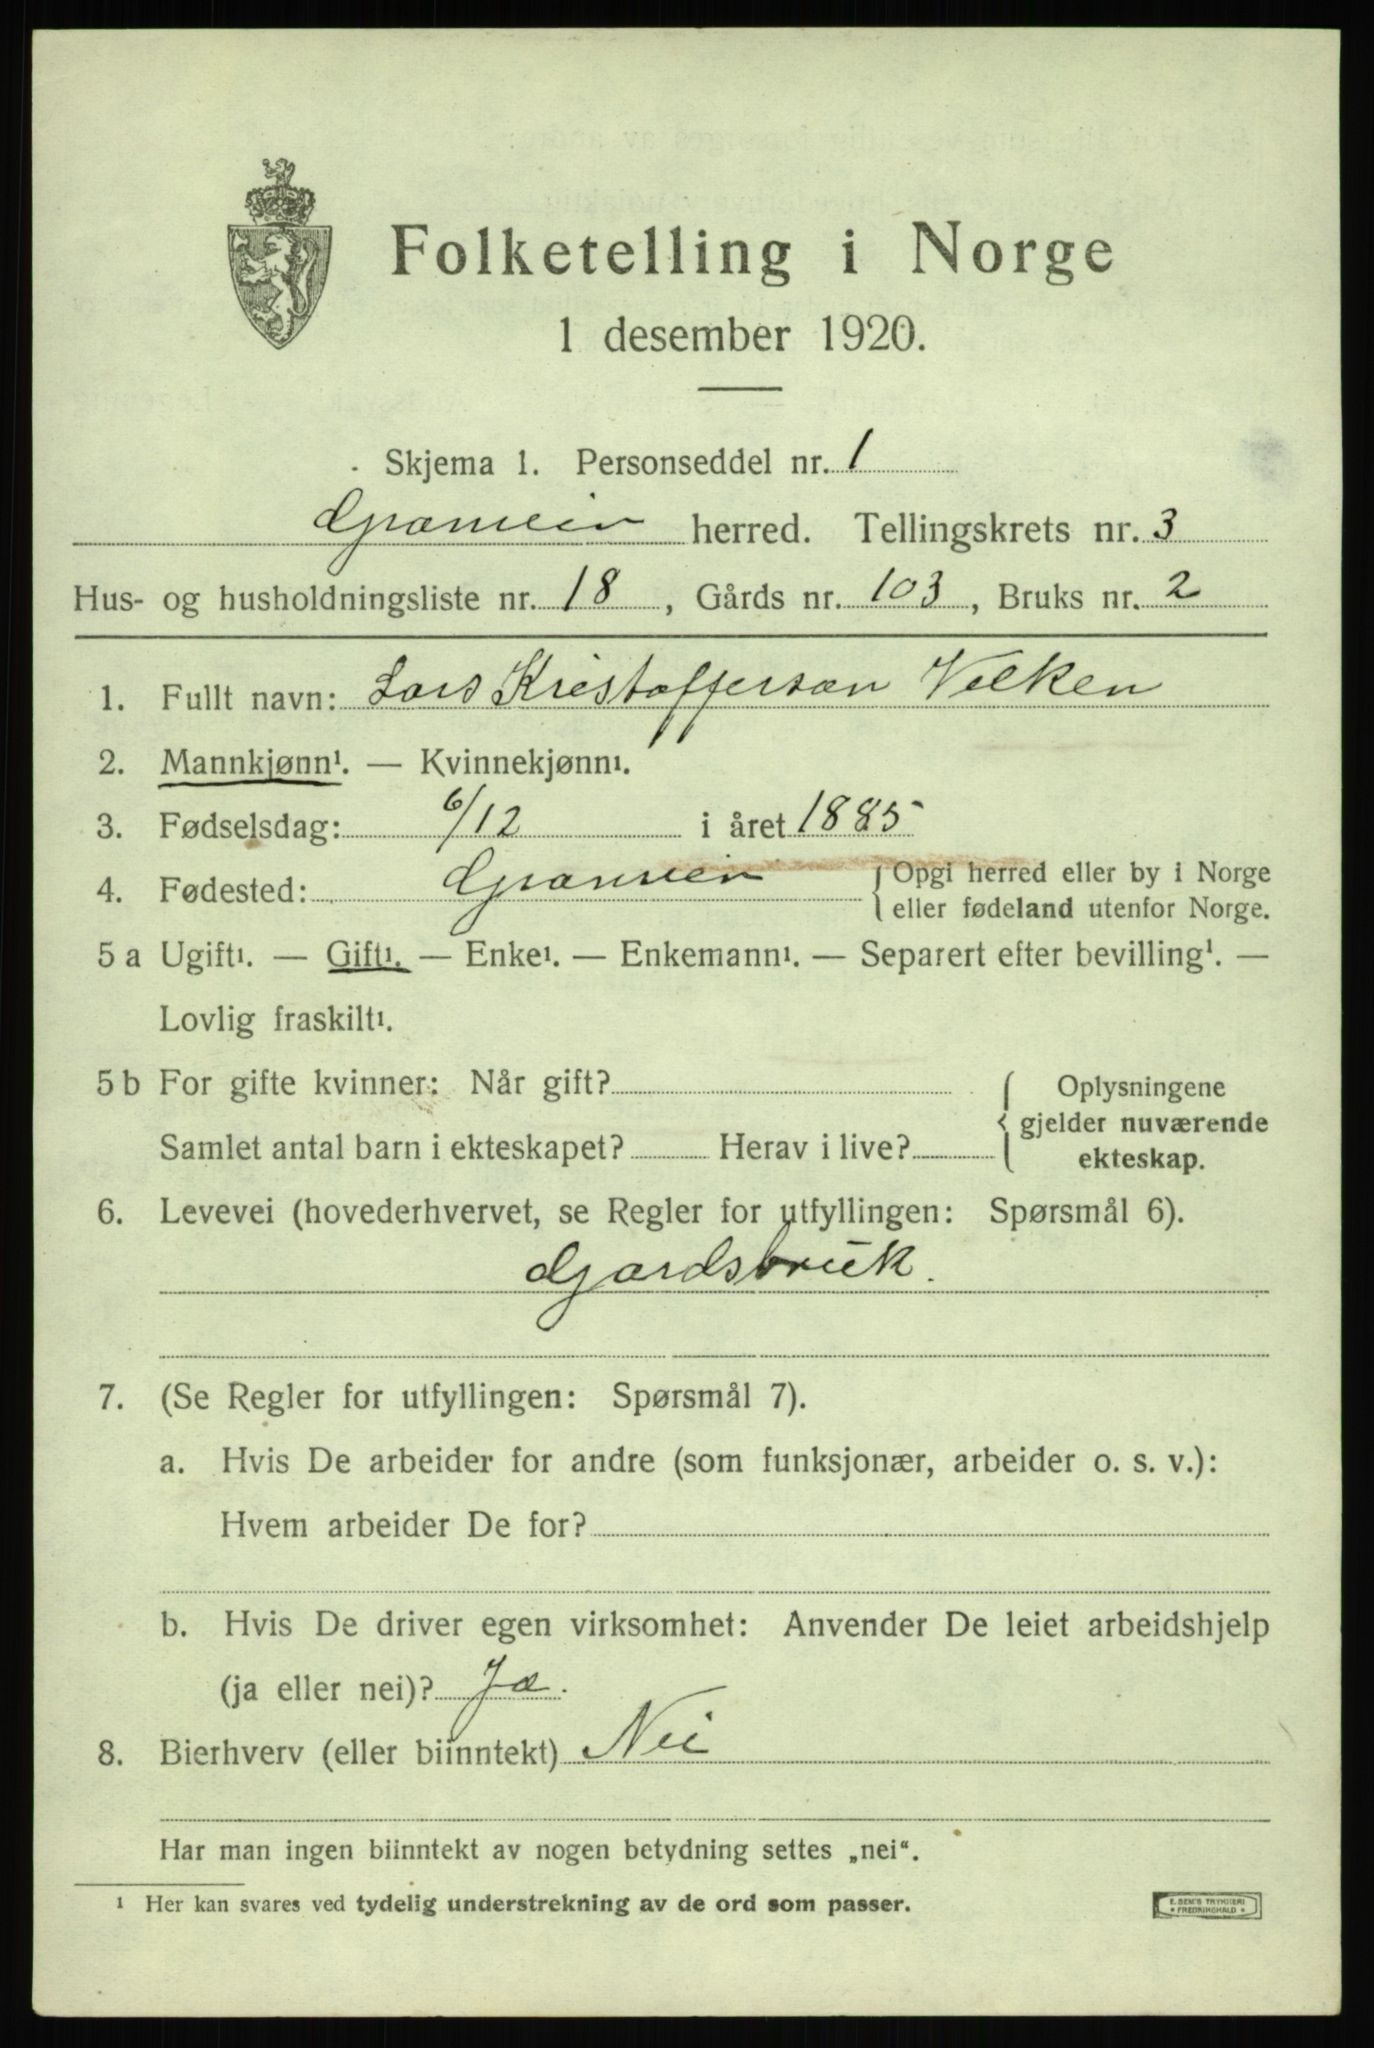 Folketelling i Norge
1 desember 1920.
Skjema 1. Personseddel nr. 1
Granvin herred. Tellingskrets nr. 3
Hus- og husholdningsliste nr. 18, Gårds nr. 103, Bruks nr. 2
1. Fullt navn: Lars Kristofferson Velken
2. Mannkjønn¹. — Kvinnekjønn¹.
3. Fødselsdag: 6/12 i året 1885
4. Fødested: Granvin {Opgi herred eller by i Norge
eller fødeland utenfor Norge.
5 a Ugift¹. — Gift¹. — Enke¹. — Enkemann¹. — Separert efter bevilling¹. —
Lovlig fraskilt¹.
5 b For gifte kvinner: Når gift? { Oplysningene
gjelder nuværende
Samlet antal barn i ekteskapet? Herav i live? ekteskap.
6. Levevei (hovederhvervet, se Regler for utfyllingen: Spørsmål 6).
Gardsbruk.
7. (Se Regler for utfyllingen: Spørsmål 7).
a. Hvis De arbeider for andre (som funksjonær, arbeider o. s. v.):
Hvem arbeider De for?
b. Hvis De driver egen virksomhet: Anvender De leiet arbeidshjelp
(ja eller nei)? Ja.
8. Bierhverv (eller biinntekt) Nei
Har man ingen biinntekt av nogen betydning settes „nei“.
¹ Her kan svares ved tydelig understrekning av de ord som passer.
E. SEM'S TRYKKERI
* FREDRIKSHALD *